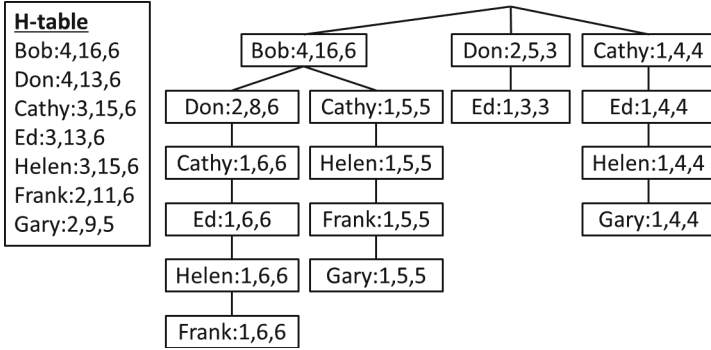 H-table
Bob:4,16,6
Don:4,13,6
Cathy:3,15,6
Ed:3,13,6
Helen:3,15,6
Frank:2,11,6
Gary:2,9,5
Bob:4,16,6
Don:2,5,3
Cathy:1,4,4
Don:2,8,6
Cathy:1,5,5
Ed:1,3,3
Ed:1,4,4
Cathy:1,6,6
Helen:1,5,5
Helen:1,4,4
Ed:1,6,6
Frank:1,5,5
Gary:1,4,4
Helen:1,6,6
Gary:1,5,5
Frank:1,6,6